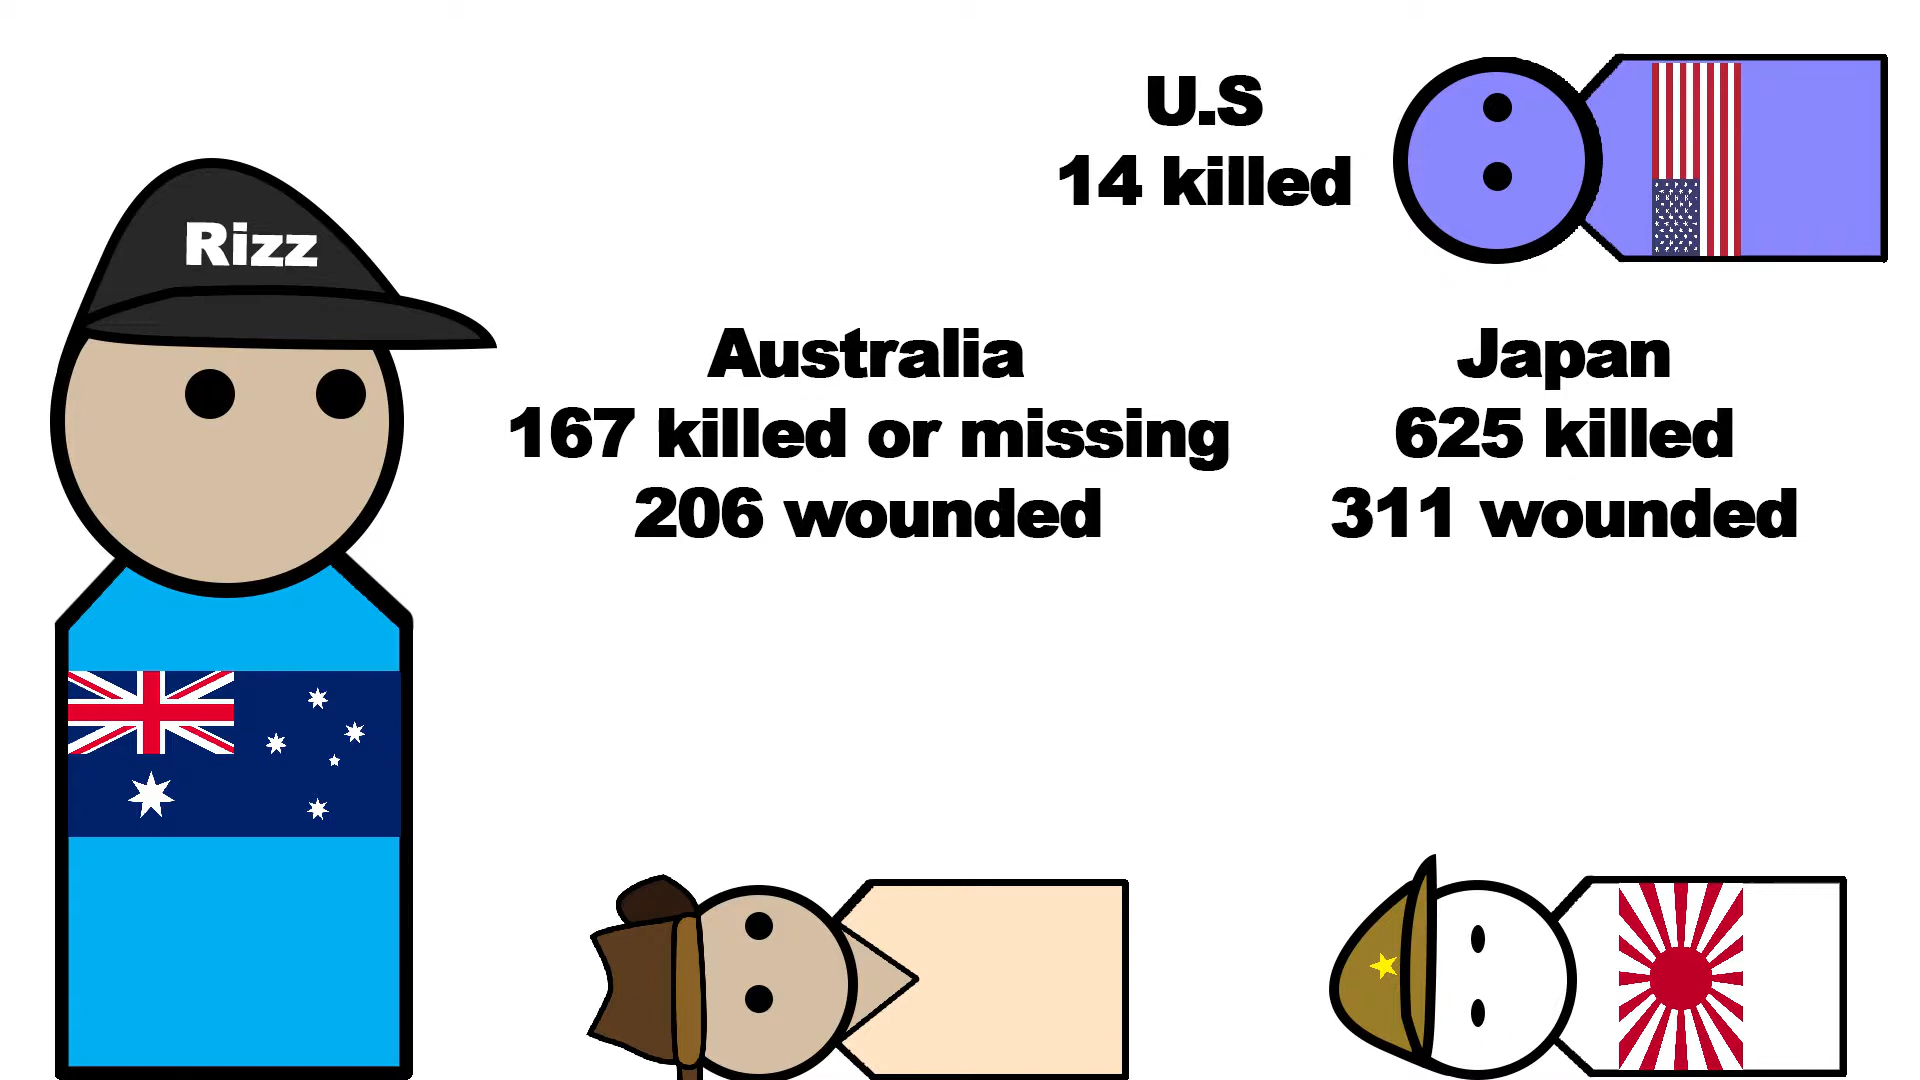 U.S
14 killed
Rizz
Australia
167 killed or missing
206 wounded
Japan
625 killed
311 wounded